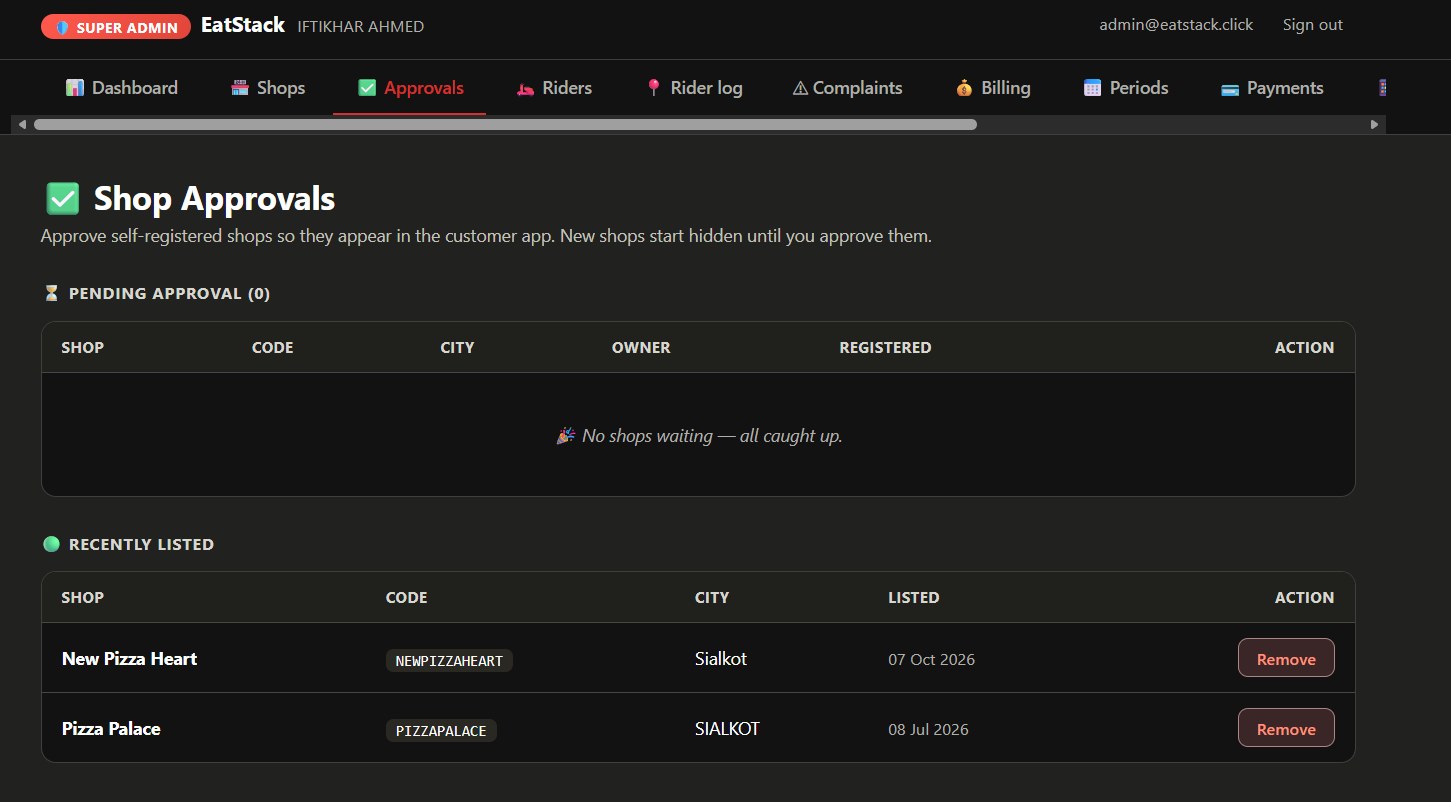 SUPER ADMIN EatStack IFTIKHAR AHMED admin@eatstack.click Sign out
Dashboard Shops Approvals Riders Rider log Complaints Billing Periods Payments
Shop Approvals
Approve self-registered shops so they appear in the customer app. New shops start hidden until you approve them.
PENDING APPROVAL (0)
SHOP CODE CITY OWNER REGISTERED ACTION
No shops waiting — all caught up.
RECENTLY LISTED
SHOP CODE CITY LISTED ACTION
New Pizza Heart NEWPIZZAHEART Sialkot 07 Oct 2026 Remove
Pizza Palace PIZZAPALACE SIALKOT 08 Jul 2026 Remove